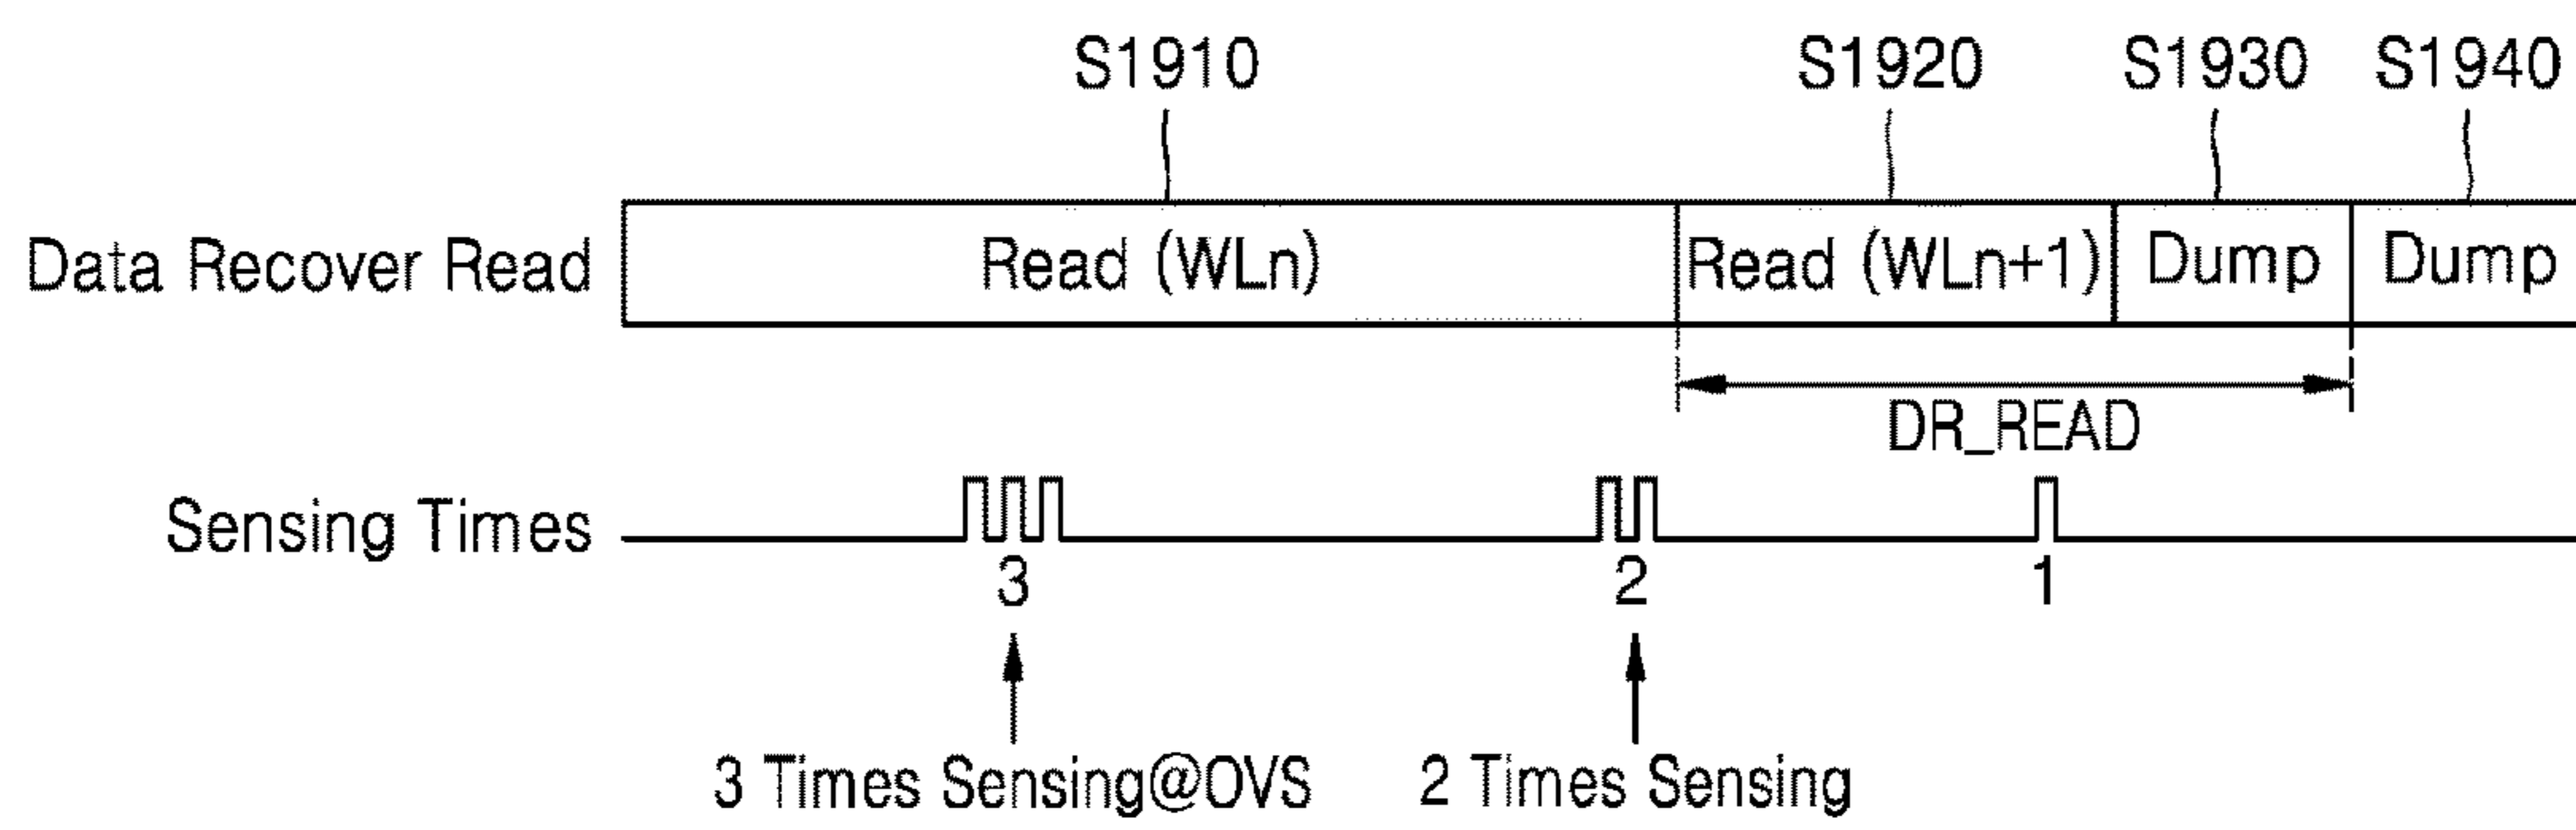 S1910 S1920 S1930 S1940
Data Recover Read Read (WLn) Read (WLn+1) Dump Dump
DR_READ
Sensing Times
3 2 1
3 Times Sensing@OVS 2 Times Sensing